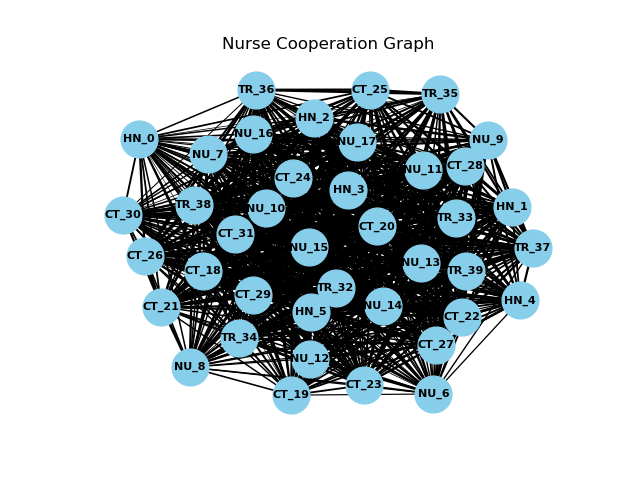 Nurse Cooperation Graph
TR_36
CT_25
TR_35
HN_2
NU_16
HN_0
NU_17
NU_9
NU_7
CT_28
NU_11
CT_24
HN_3
TR_38
NU_10
HN_1
CT_30
TR_33
CT_20
CT_31
NU_15
TR_37
CT_26
NU_13
CT_18
TR_39
TR_32
CT_29
HN_4
CT_21
NU_14
HN_5
CT_22
TR_34
CT_27
NU_12
NU_8
CT_23
CT_19
NU_6